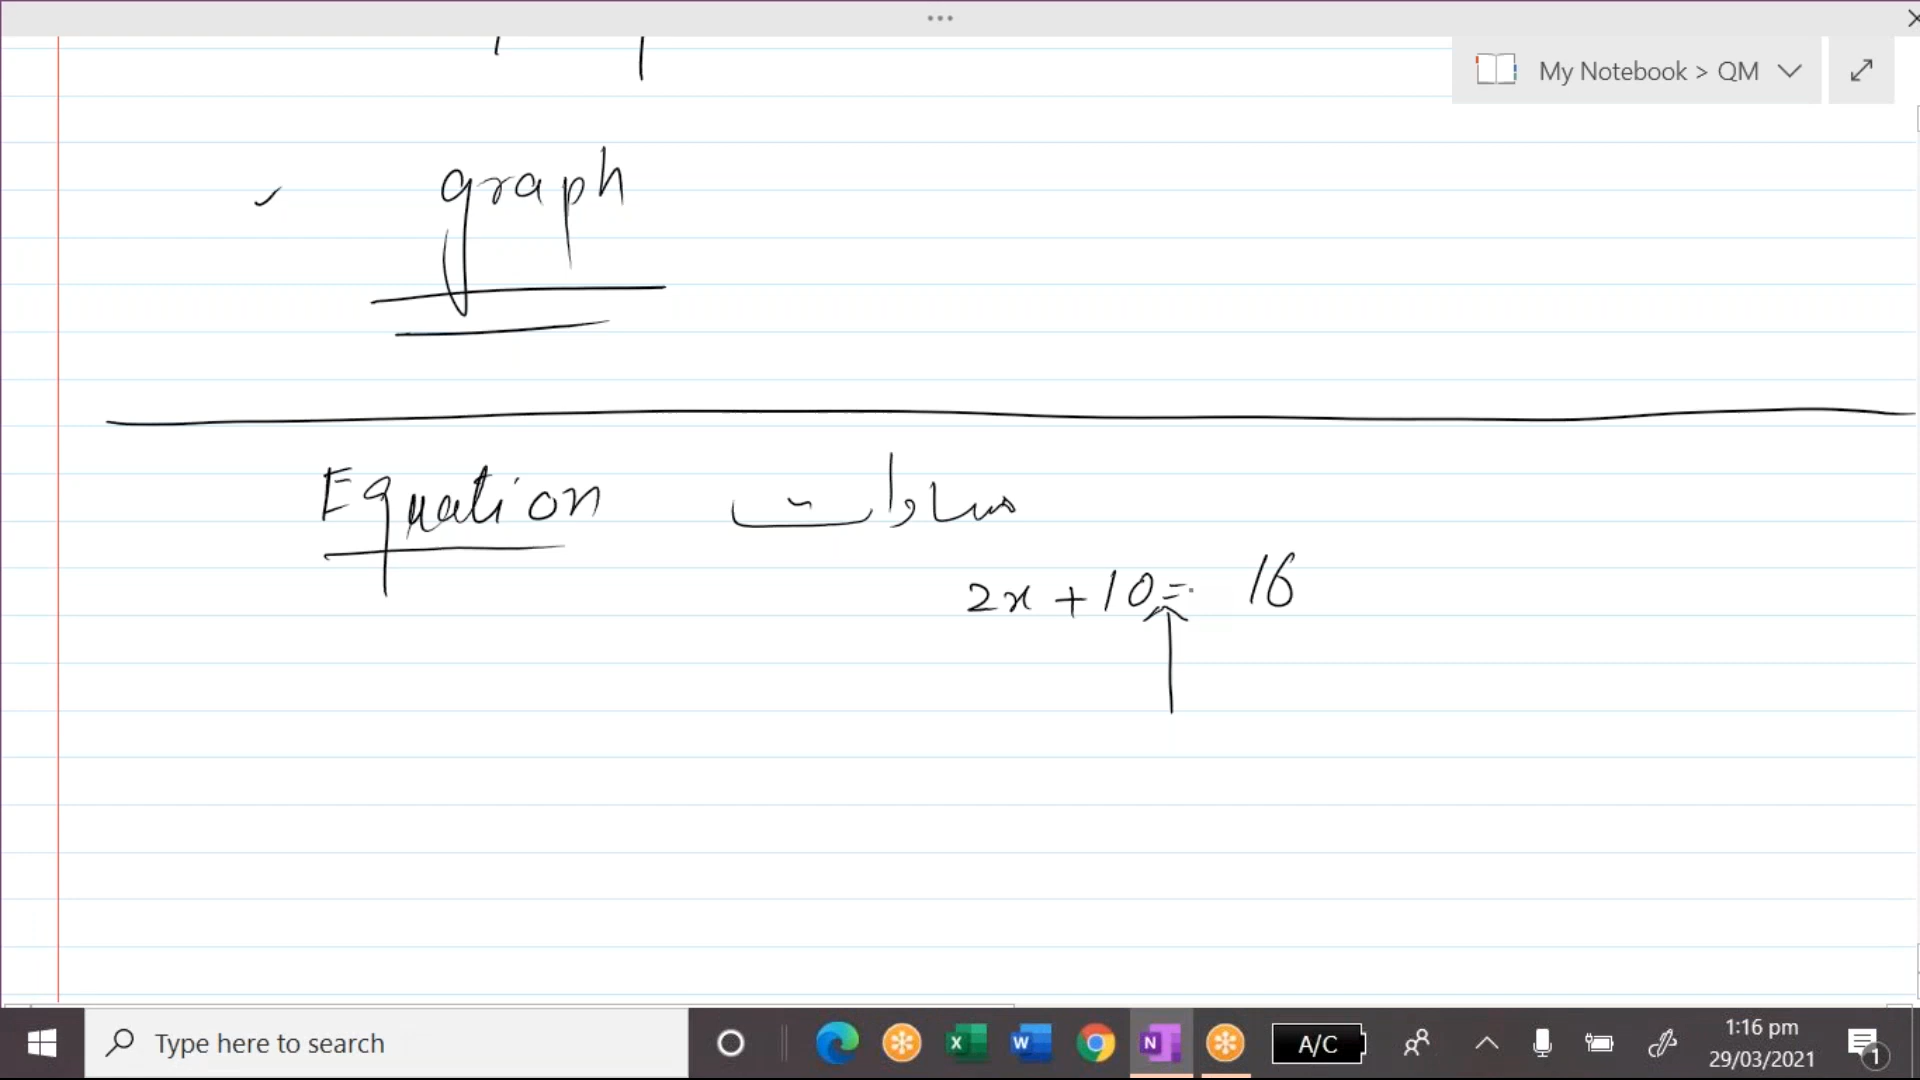 My Notebook > QM
graph
Equation مساوات
2x + 10 = 16
Type here to search
A/C
1:16 pm
29/03/2021
1